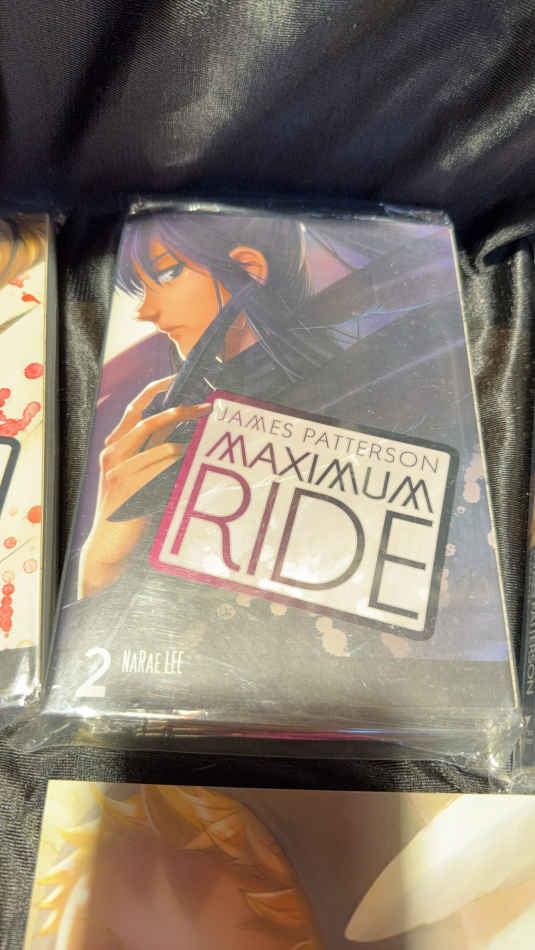 JAMES PATTERSON
MAXIMUM
RIDE
2 NARAE LEE